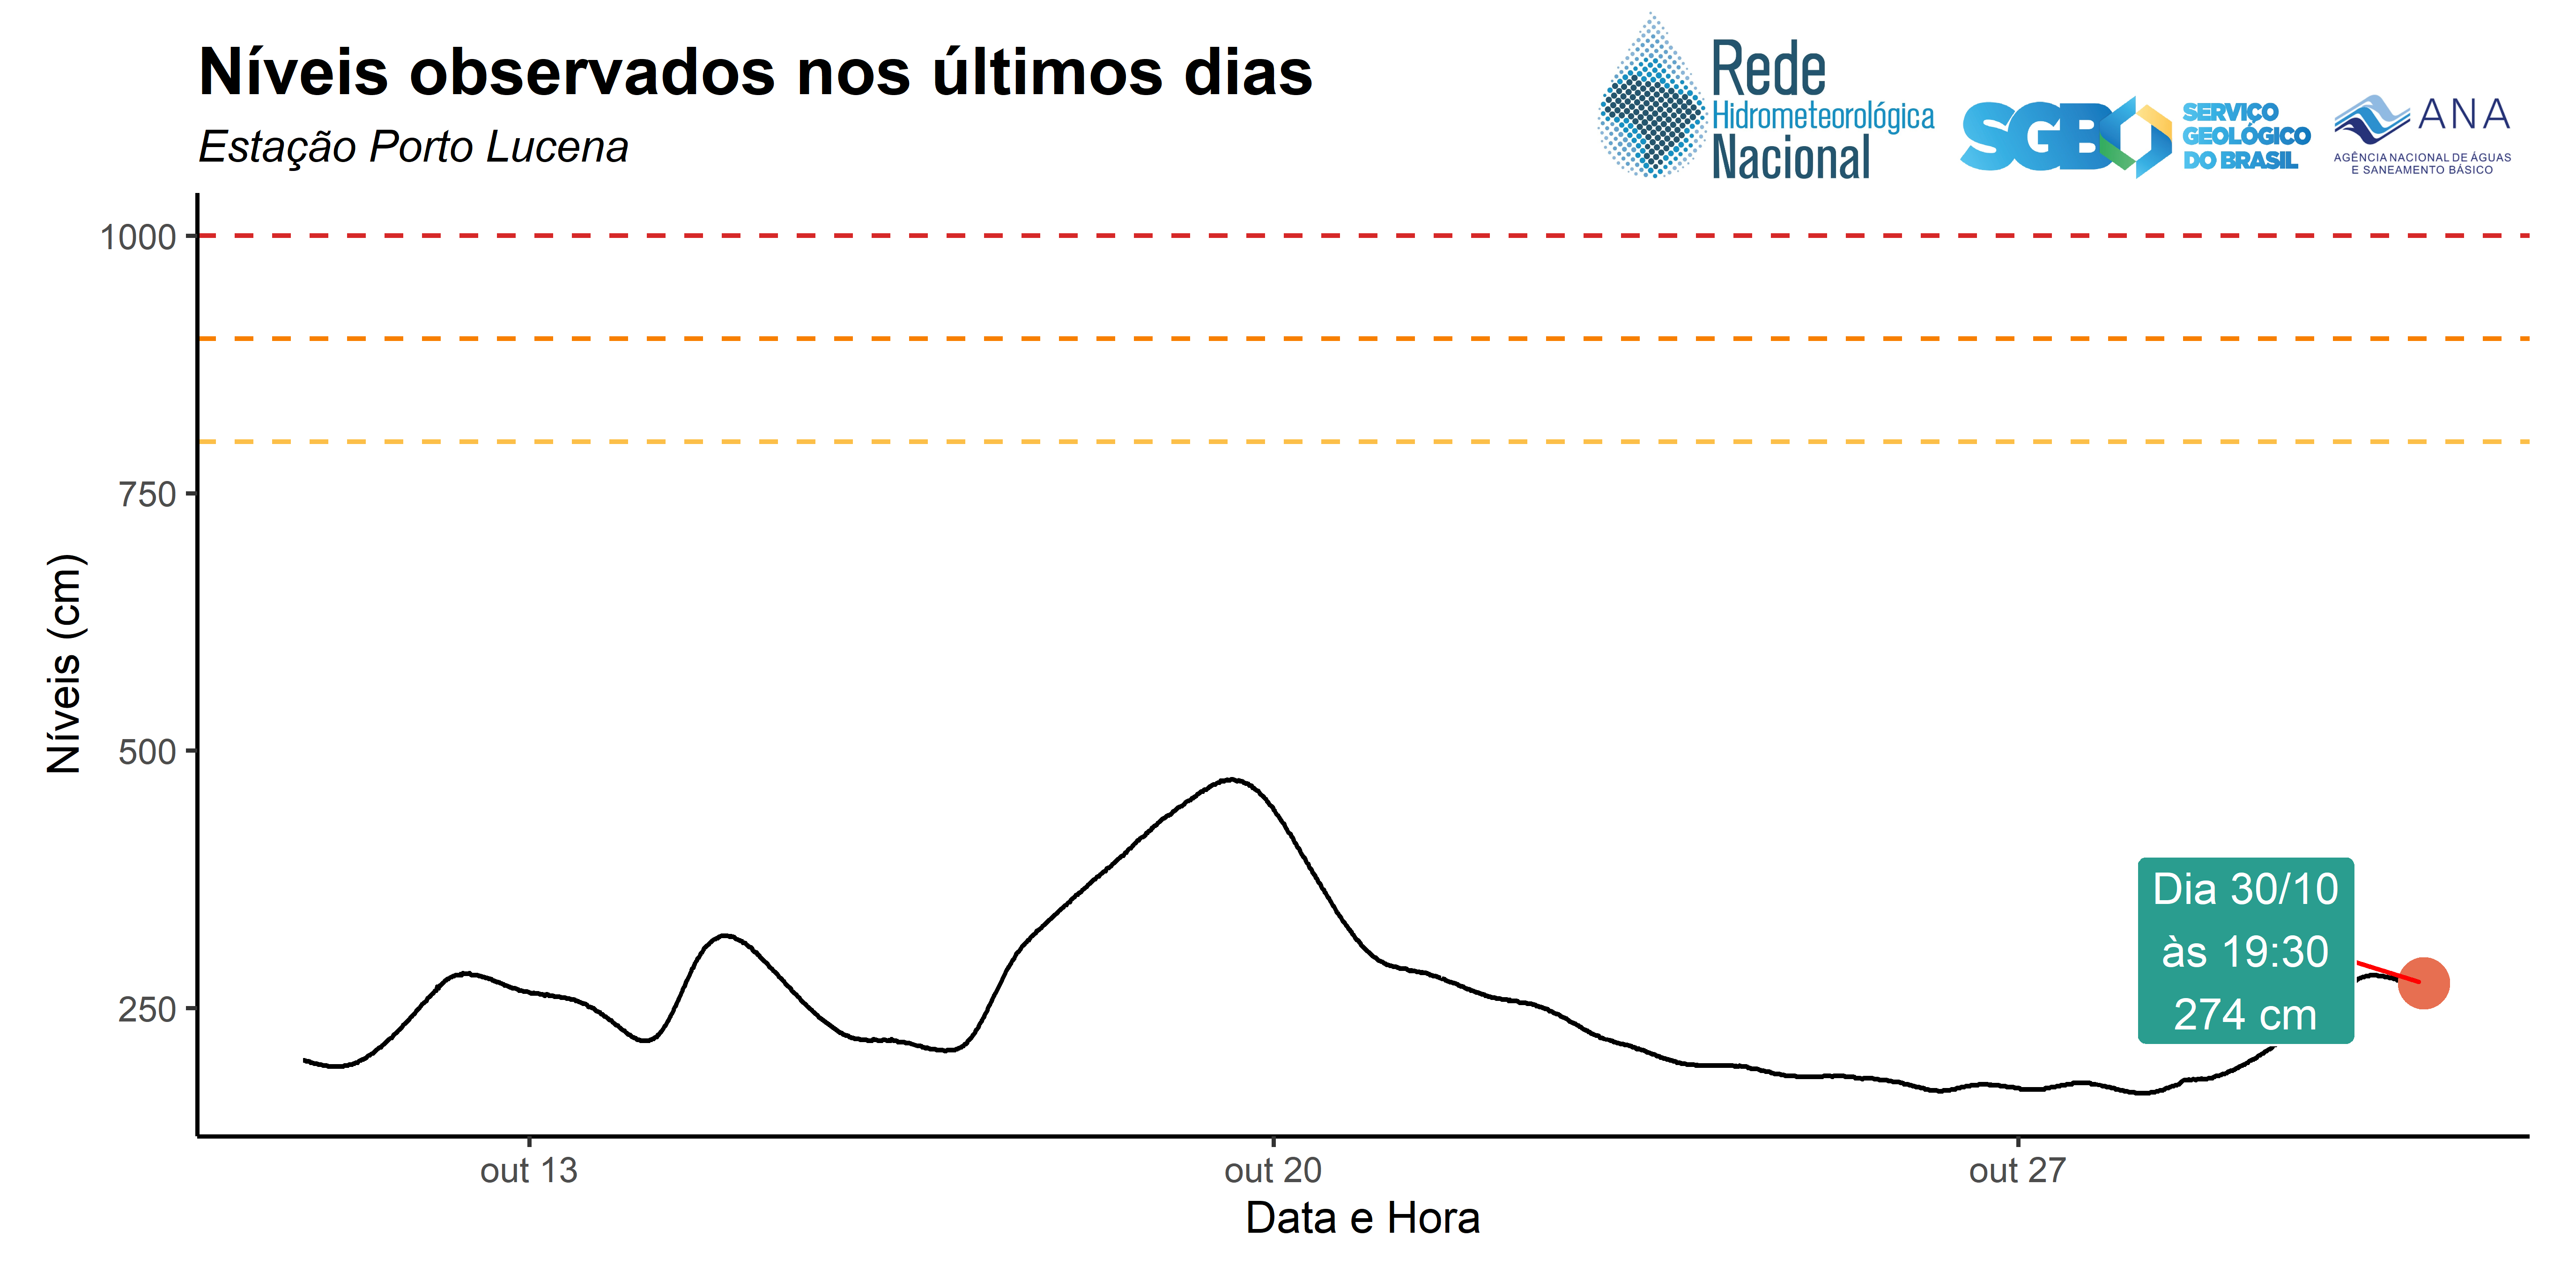 Níveis observados nos últimos dias
Estação Porto Lucena
Rede
Hidrometeorológica
Nacional
SGB
SERVIÇO
GEOLÓGICO
DO BRASIL
ANA
AGÊNCIA NACIONAL DE ÁGUAS
E SANEAMENTO BÁSICO
Níveis (cm)
1000
750
500
250
Dia 30/10
às 19:30
274 cm
out 13
out 20
out 27
Data e Hora